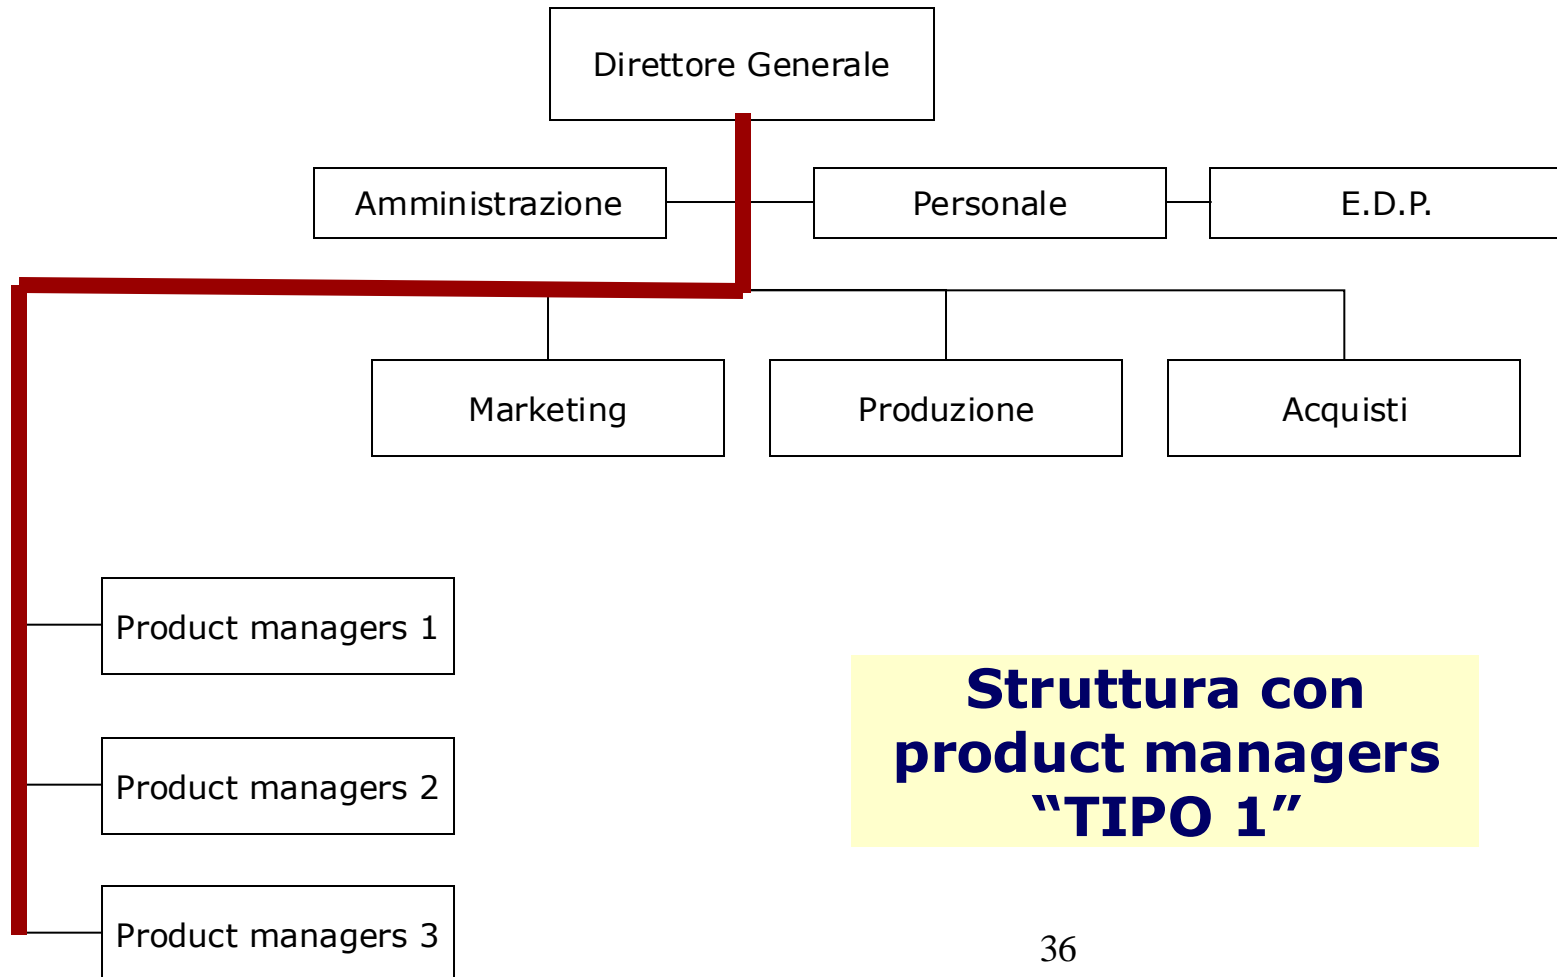 Direttore Generale
Amministrazione
Personale
E.D.P.
Marketing
Produzione
Acquisti
Product managers 1
Product managers 2
Product managers 3
Struttura con
product managers
“TIPO 1”
36